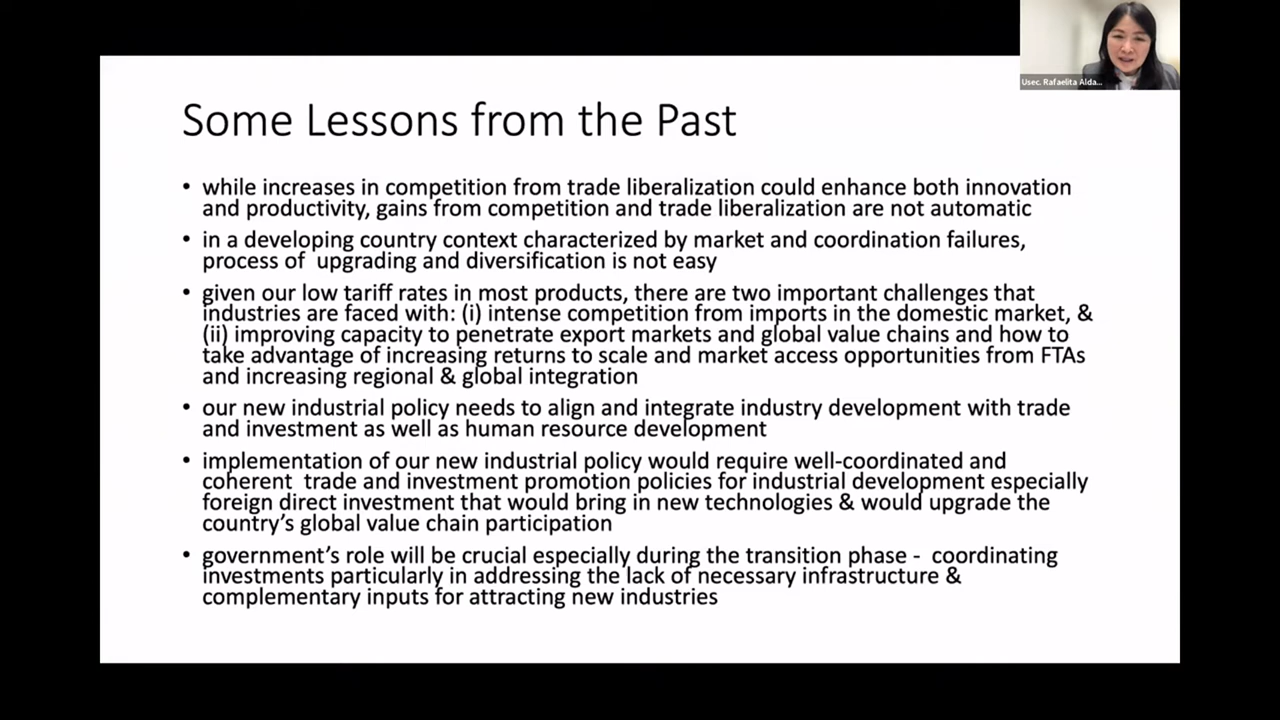 Usec. Rafaelita Alda...
Some Lessons from the Past
• while increases in competition from trade liberalization could enhance both innovation
and productivity, gains from competition and trade liberalization are not automatic
• in a developing country context characterized by market and coordination failures,
process of  upgrading and diversification is not easy
• given our low tariff rates in most products, there are two important challenges that
industries are faced with: (i) intense competition from imports in the domestic market, &
(ii) improving capacity to penetrate export markets and global value chains and how to
take advantage of increasing returns to scale and market access opportunities from FTAs
and increasing regional & global integration
• our new industrial policy needs to align and integrate industry development with trade
and investment as well as human resource development
• implementation of our new industrial policy would require well-coordinated and
coherent  trade and investment promotion policies for industrial development especially
foreign direct investment that would bring in new technologies & would upgrade the
country’s global value chain participation
• government’s role will be crucial especially during the transition phase -  coordinating
investments particularly in addressing the lack of necessary infrastructure &
complementary inputs for attracting new industries